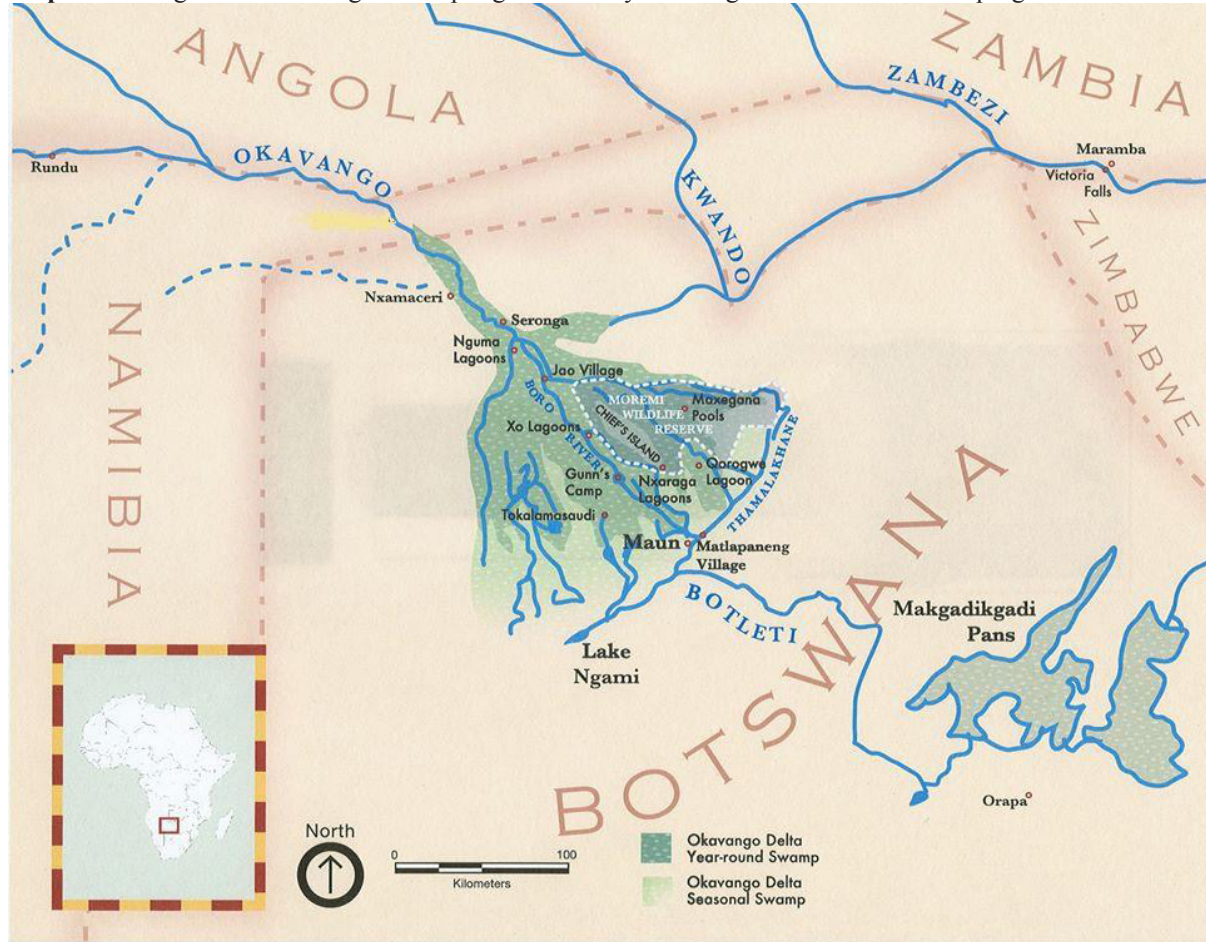 ANGOLA
ZAMBIA
ZAMBEZI
OKAVANGO
Rundu
Maramba
Victoria
Falls
KWANDO
ZIMBABWE
NAMIBIA
Nxamaceri
Seronga
Nguma
Lagoons
Jao Village
BORO
RIVER
MOREMI
WILDLIFE
RESERVE
Moxegana
Pools
CHIEF'S ISLAND
Xo Lagoons
Gunn's
Camp
Nxaraga
Lagoons
Qorogwe
Lagoon
THAMALAKHANE
Tokalamasaudi
Maun
Matlapaneng
Village
BOTLETI
BOTSWANA
Makgadikgadi
Pans
Lake
Ngami
Orapa
North
0
100
Kilometers
Okavango Delta
Year-round Swamp
Okavango Delta
Seasonal Swamp